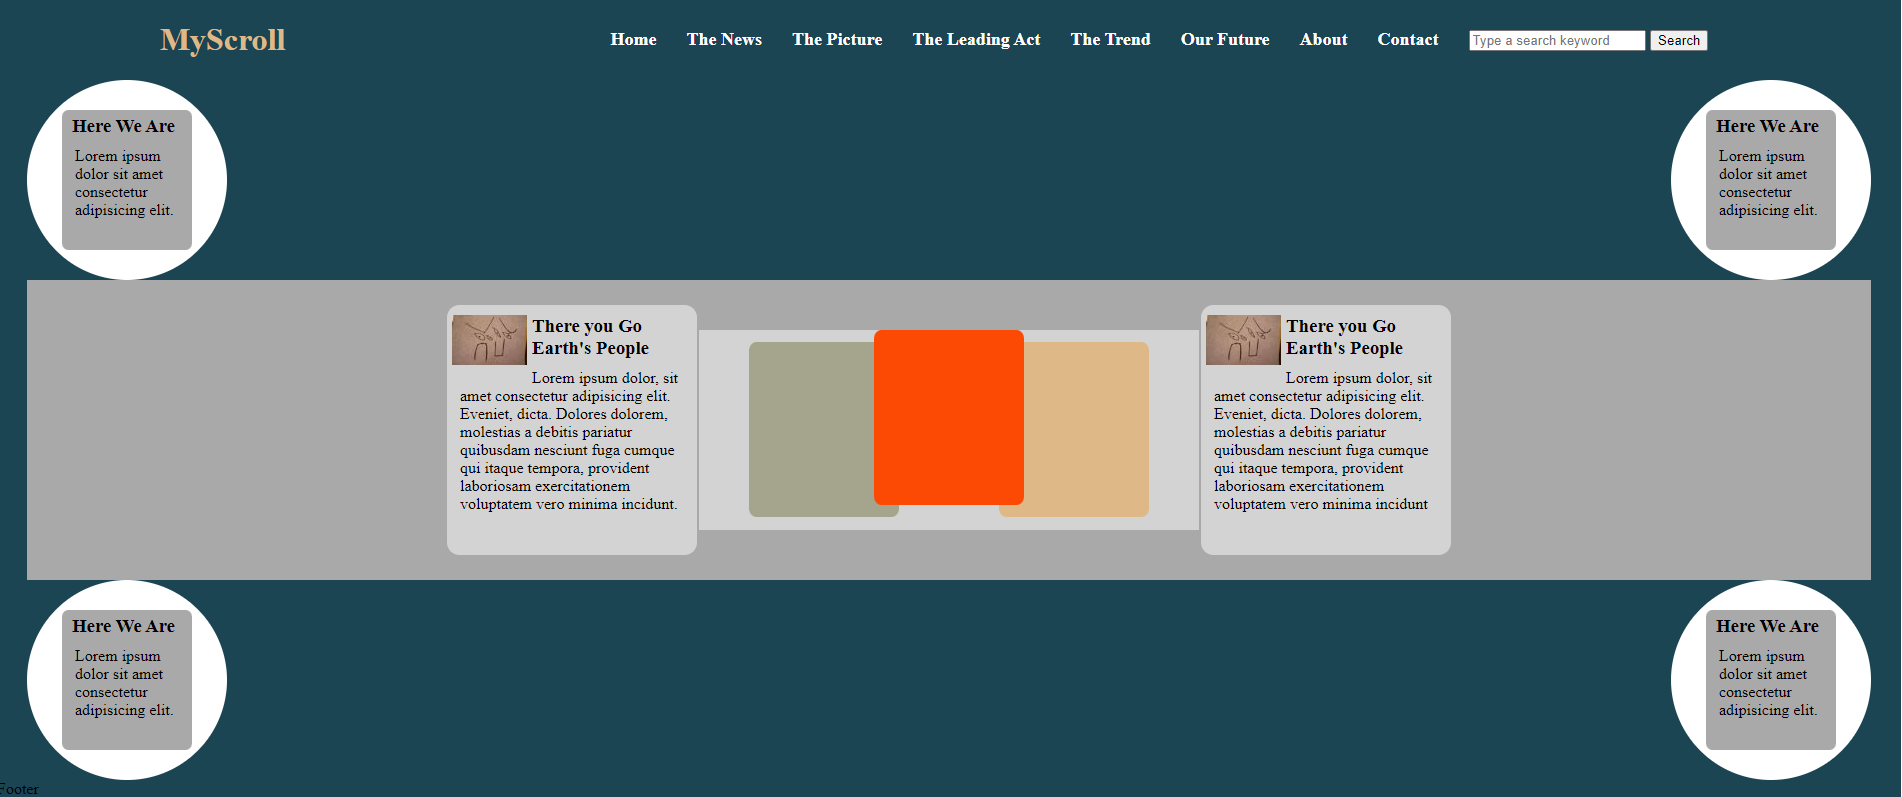 MyScroll
Home The News The Picture The Leading Act The Trend Our Future About Contact Type a search keyword Search
Here We Are
Lorem ipsum
dolor sit amet
consectetur
adipisicing elit.
Here We Are
Lorem ipsum
dolor sit amet
consectetur
adipisicing elit.
There you Go
Earth's People
Lorem ipsum dolor, sit
amet consectetur adipisicing elit.
Eveniet, dicta. Dolores dolorem,
molestias a debitis pariatur
quibusdam nesciunt fuga cumque
qui itaque tempora, provident
laboriosam exercitationem
voluptatem vero minima incidunt.
There you Go
Earth's People
Lorem ipsum dolor, sit
amet consectetur adipisicing elit.
Eveniet, dicta. Dolores dolorem,
molestias a debitis pariatur
quibusdam nesciunt fuga cumque
qui itaque tempora, provident
laboriosam exercitationem
voluptatem vero minima incidunt
Here We Are
Lorem ipsum
dolor sit amet
consectetur
adipisicing elit.
Here We Are
Lorem ipsum
dolor sit amet
consectetur
adipisicing elit.
Footer